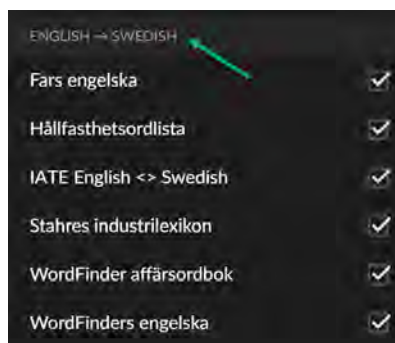 ENGLISH → SWEDISH
Fars engelska
Hållfasthetsordlista
IATE English <> Swedish
Stahres industrilexikon
WordFinder affärsordbok
WordFinders engelska